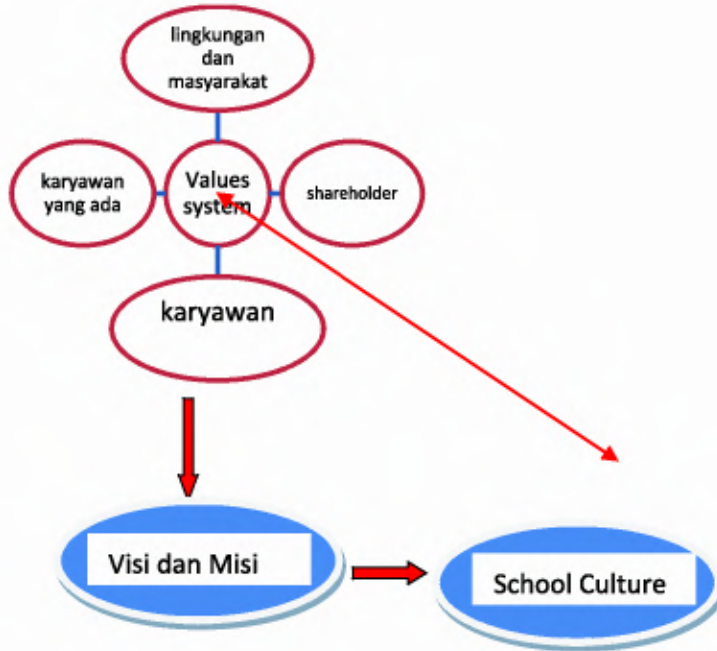 lingkungan
dan
masyarakat
karyawan
yang ada
Values
system
shareholder
karyawan
Visi dan Misi
School Culture